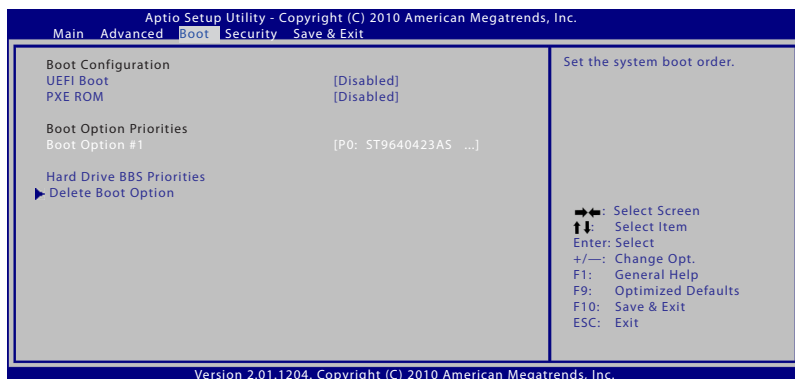 Aptio Setup Utility - Copyright (C) 2010 American Megatrends, Inc.
Main Advanced Boot Security Save & Exit
Boot Configuration
UEFI Boot [Disabled]
PXE ROM [Disabled]
Boot Option Priorities
Boot Option #1 [P0: ST9640423AS ...]
Hard Drive BBS Priorities
Delete Boot Option
Set the system boot order.
→←: Select Screen
↑↓: Select Item
Enter: Select
+/—: Change Opt.
F1: General Help
F9: Optimized Defaults
F10: Save & Exit
ESC: Exit
Version 2.01.1204. Copyright (C) 2010 American Megatrends, Inc.